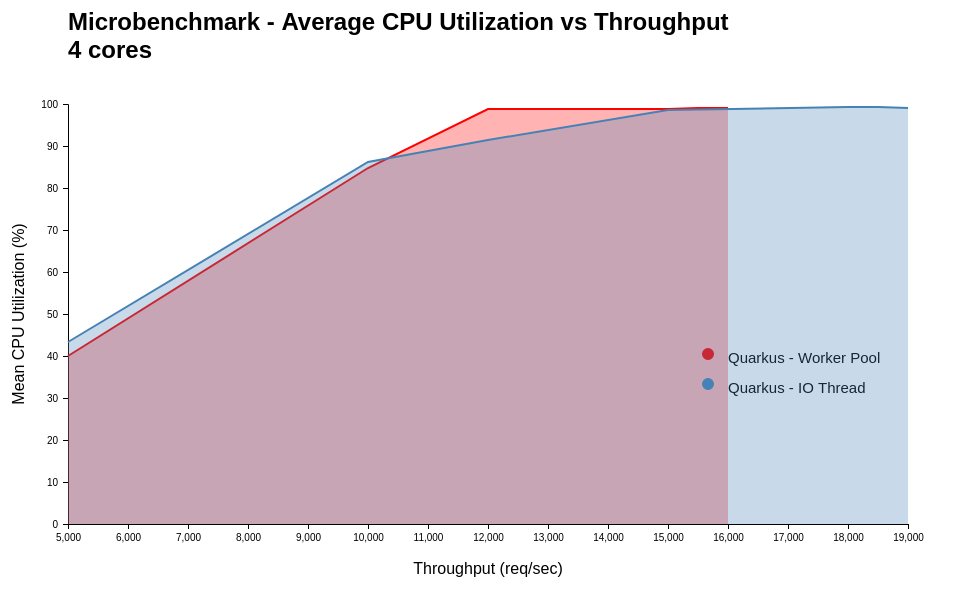 Microbenchmark - Average CPU Utilization vs Throughput
4 cores
Mean CPU Utilization (%)
100
90
80
70
60
50
40
30
20
10
0
Quarkus - Worker Pool
Quarkus - IO Thread
5,000 6,000 7,000 8,000 9,000 10,000 11,000 12,000 13,000 14,000 15,000 16,000 17,000 18,000 19,000
Throughput (req/sec)